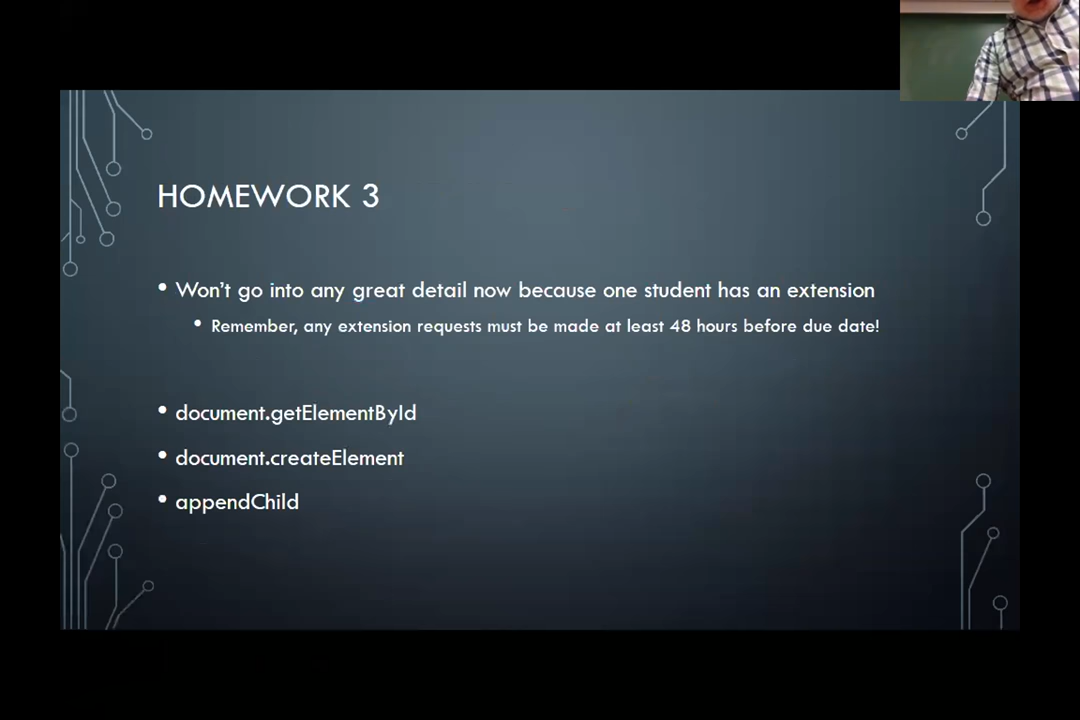 HOMEWORK 3
• Won't go into any great detail now because one student has an extension
• Remember, any extension requests must be made at least 48 hours before due date!
• document.getElementById
• document.createElement
• appendChild